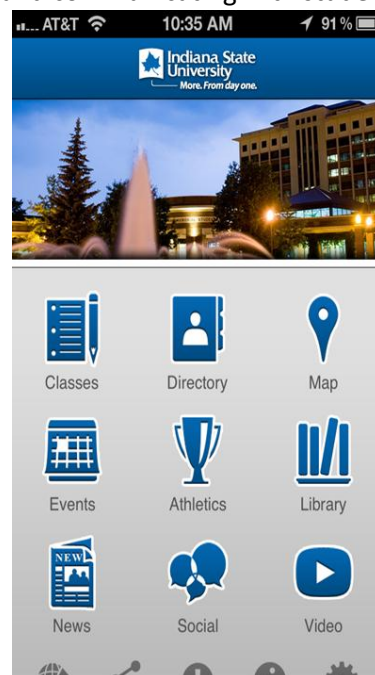 AT&T 10:35 AM 91%
Indiana State
University
More. From day one.
Classes Directory Map
Events Athletics Library
NEWS
News Social Video